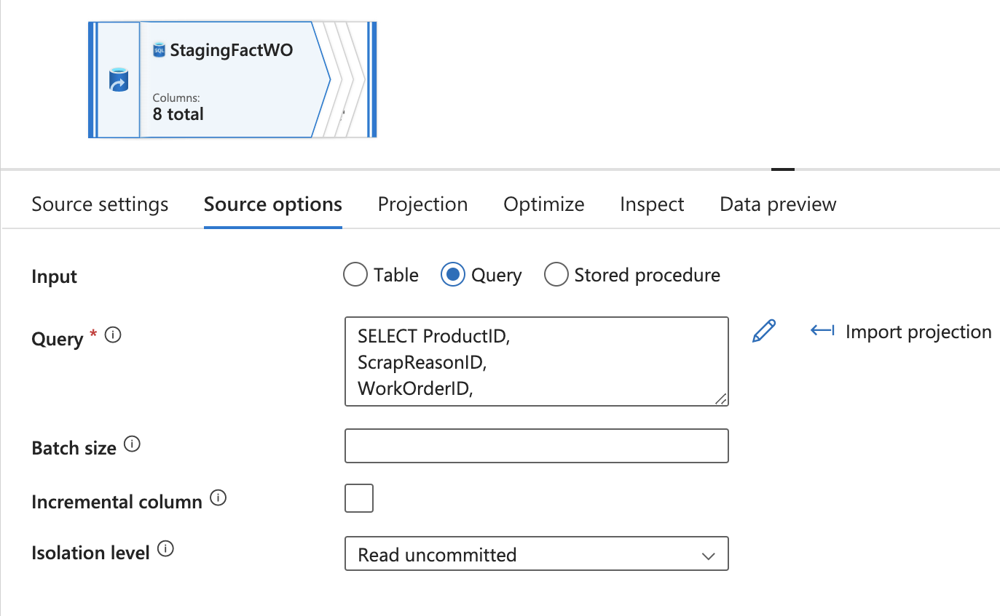 SQL StagingFactWO
Columns:
8 total
Source settings Source options Projection Optimize Inspect Data preview
Input Table Query Stored procedure
Query * SELECT ProductID,
ScrapReasonID,
WorkOrderID,
Import projection
Batch size
Incremental column
Isolation level Read uncommitted